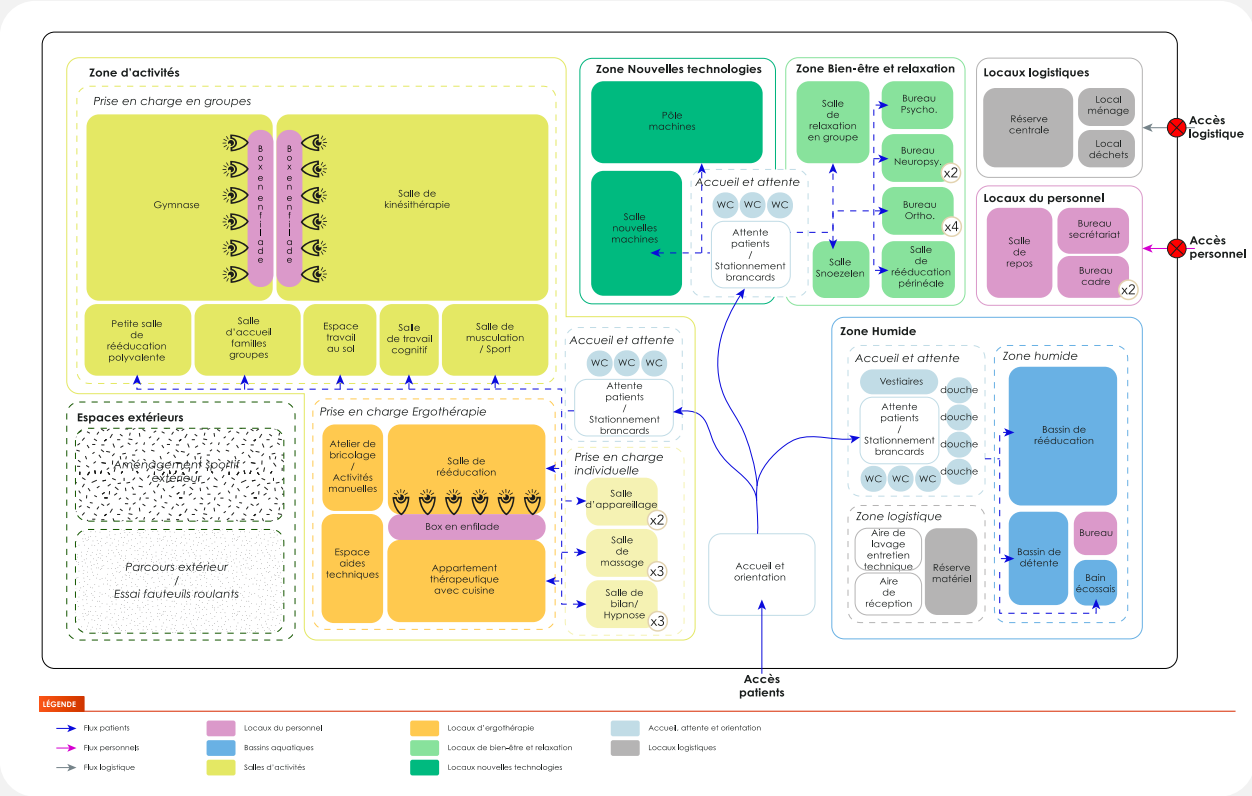 Zone d'activités
Prise en charge en groupes
Gymnase
Box en enfilade
Box en enfilade
Salle de
kinésithérapie
Petite salle
de
rééducation
polyvalente
Salle
d'accueil
familles
groupes
Espace
travail
au sol
Salle
de travail
cognitif
Salle de
musculation
/ Sport
Zone Nouvelles technologies
Pôle
machines
Salle
nouvelles
machines
Accueil et attente
WC
WC
WC
Attente
patients
/
Stationnement
brancards
Zone Bien-être et relaxation
Salle
de
relaxation
en groupe
Bureau
Psycho.
Bureau
Neuropsy.
x2
Bureau
Ortho.
x4
Salle
Snoezelen
Salle
de
rééducation
périnéale
Locaux logistiques
Réserve
centrale
Local
ménage
Local
déchets
Accès
logistique
Locaux du personnel
Salle
de
repos
Bureau
secrétariat
Bureau
cadre
x2
Accès
personnel
Espaces extérieurs
Aménagement sportif
extérieur
Parcours extérieur
/
Essai fauteuils roulants
Prise en charge Ergothérapie
Atelier de
bricolage
/
Activités
manuelles
Salle de
rééducation
Box en enfilade
Espace
aides
techniques
Appartement
thérapeutique
avec cuisine
Accueil et attente
WC
WC
WC
Attente
patients
/
Stationnement
brancards
Prise en charge
individuelle
Salle
d'appareillage
x2
Salle
de
massage
x3
Salle de
bilan/
Hypnose
x3
Accueil et
orientation
Accès
patients
Zone Humide
Accueil et attente
Vestiaires
Attente
patients
/
Stationnement
brancards
douche
douche
douche
douche
WC
WC
WC
Zone logistique
Aire de
lavage
entretien
technique
Aire
de
réception
Réserve
matériel
Zone humide
Bassin de
rééducation
Bassin de
détente
Bureau
Bain
écossais
LÉGENDE
Flux patients
Flux personnels
Flux logistique
Locaux du personnel
Bassins aquatiques
Salles d'activités
Locaux d'ergothérapie
Locaux de bien-être et relaxation
Locaux nouvelles technologies
Accueil, attente et orientation
Locaux logistiques